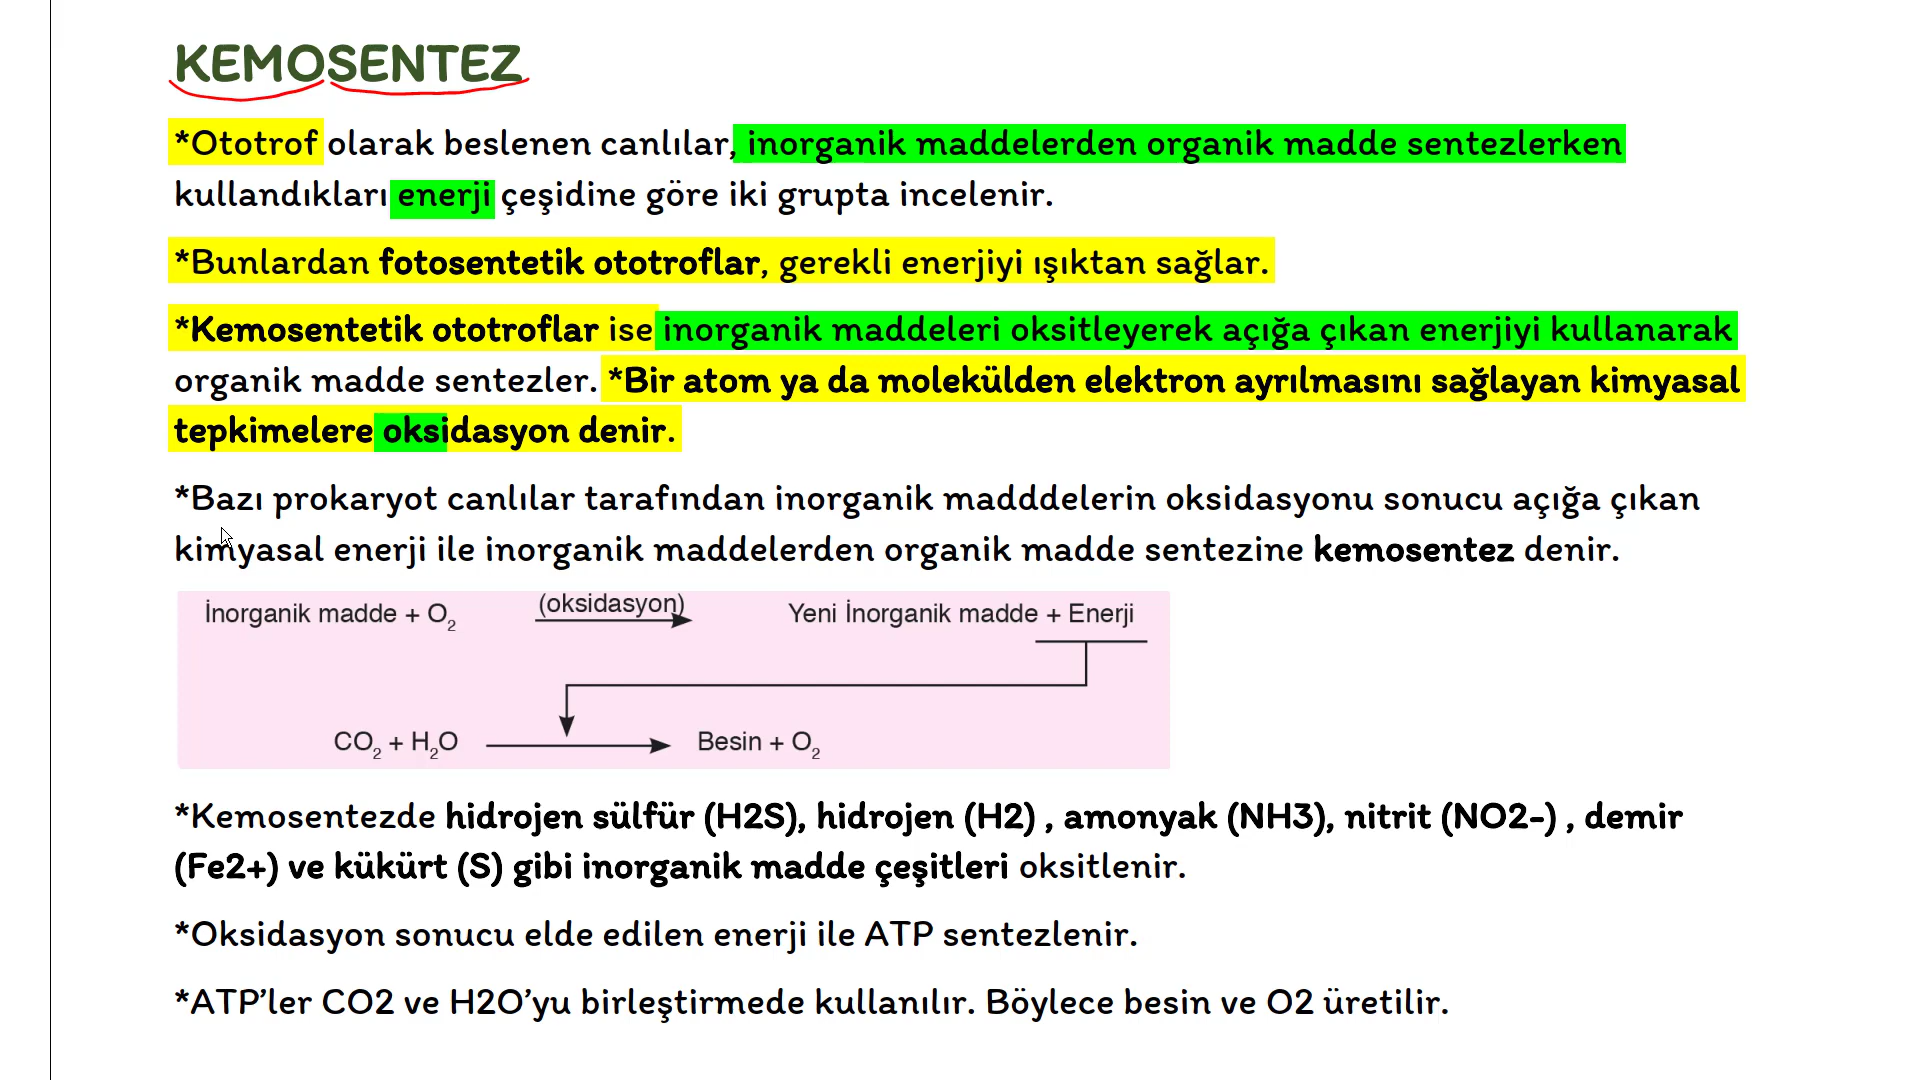 KEMOSENTEZ
*Ototrof olarak beslenen canlılar, inorganik maddelerden organik madde sentezlerken
kullandıkları enerji çeşidine göre iki grupta incelenir.
*Bunlardan fotosentetik ototroflar, gerekli enerjiyi ışıktan sağlar.
*Kemosentetik ototroflar ise inorganik maddeleri oksitleyerek açığa çıkan enerjiyi kullanarak
organik madde sentezler. *Bir atom ya da molekülden elektron ayrılmasını sağlayan kimyasal
tepkimelere oksidasyon denir.
*Bazı prokaryot canlılar tarafından inorganik madddelerin oksidasyonu sonucu açığa çıkan
kimyasal enerji ile inorganik maddelerden organik madde sentezine kemosentez denir.
İnorganik madde + O2 (oksidasyon) Yeni İnorganik madde + Enerji
CO2 + H2O Besin + O2
*Kemosentezde hidrojen sülfür (H2S), hidrojen (H2) , amonyak (NH3), nitrit (NO2-) , demir
(Fe2+) ve kükürt (S) gibi inorganik madde çeşitleri oksitlenir.
*Oksidasyon sonucu elde edilen enerji ile ATP sentezlenir.
*ATP’ler CO2 ve H2O’yu birleştirmede kullanılır. Böylece besin ve O2 üretilir.